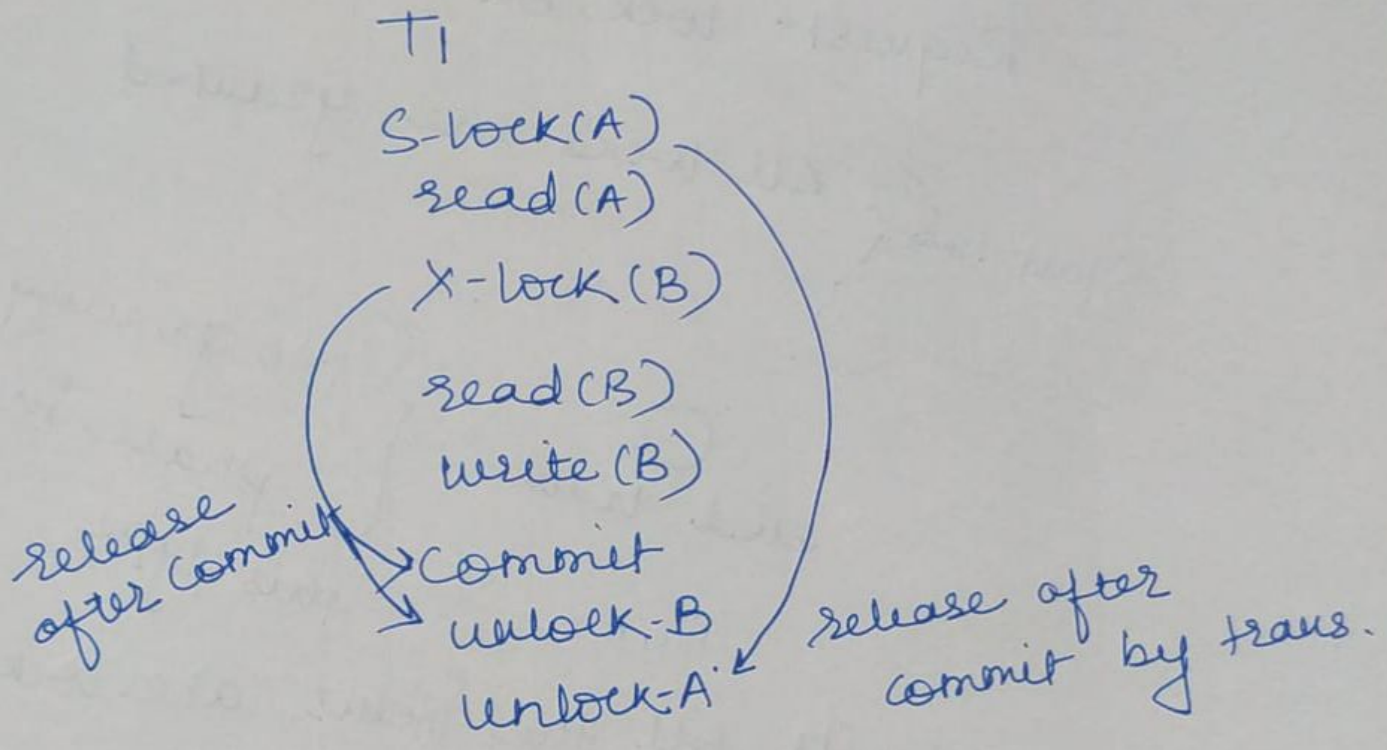 T1
S-lock(A)
read (A)
X-lock (B)
read (B)
write (B)
release
after commit
Commit
unlock-B
unlock-A
release after
commit by trans.